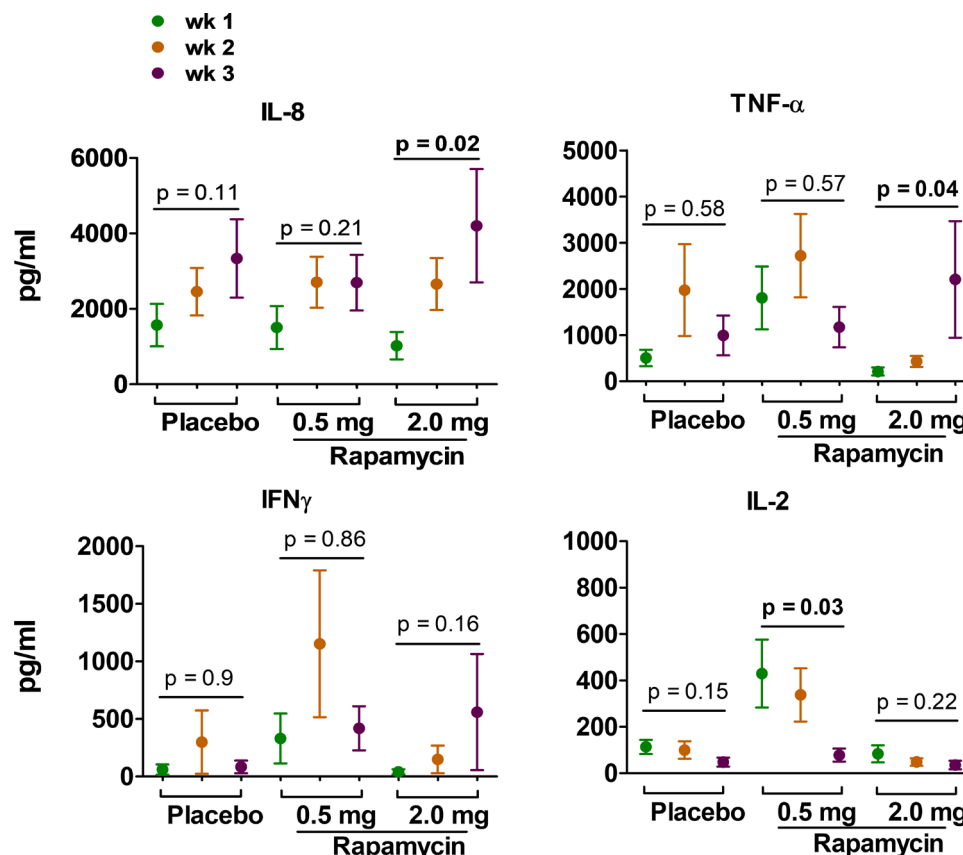 wk 1
wk 2
wk 3
IL-8
pg/ml
6000
4000
2000
0
p = 0.11
p = 0.21
p = 0.02
Placebo
0.5 mg
2.0 mg
Rapamycin
TNF-α
5000
4000
3000
2000
1000
0
p = 0.58
p = 0.57
p = 0.04
Placebo
0.5 mg
2.0 mg
Rapamycin
IFNγ
pg/ml
2000
1500
1000
500
0
p = 0.9
p = 0.86
p = 0.16
Placebo
0.5 mg
2.0 mg
Rapamycin
IL-2
1000
800
600
400
200
0
p = 0.15
p = 0.03
p = 0.22
Placebo
0.5 mg
2.0 mg
Rapamycin